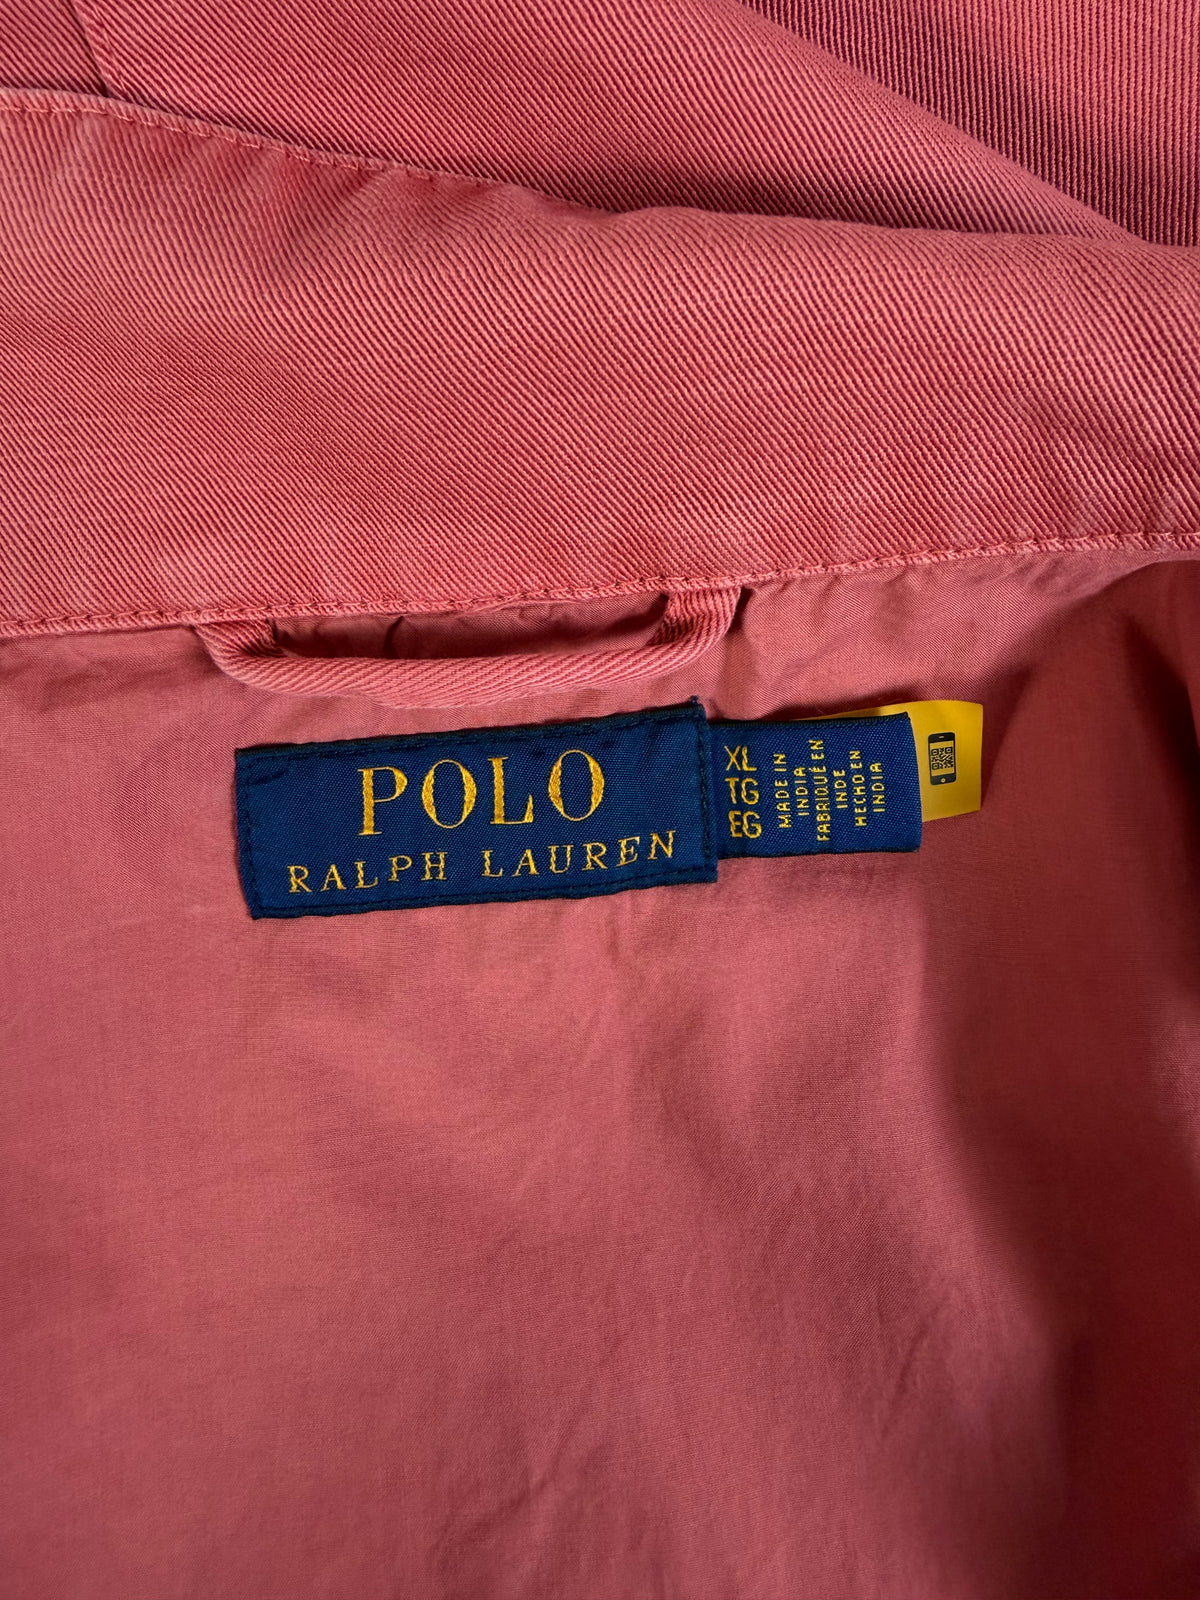 POLO
RALPH LAUREN
XL
TG
EG
MADE IN
INDIA
FABRIQUÉ EN
INDE
HECHO EN
INDIA